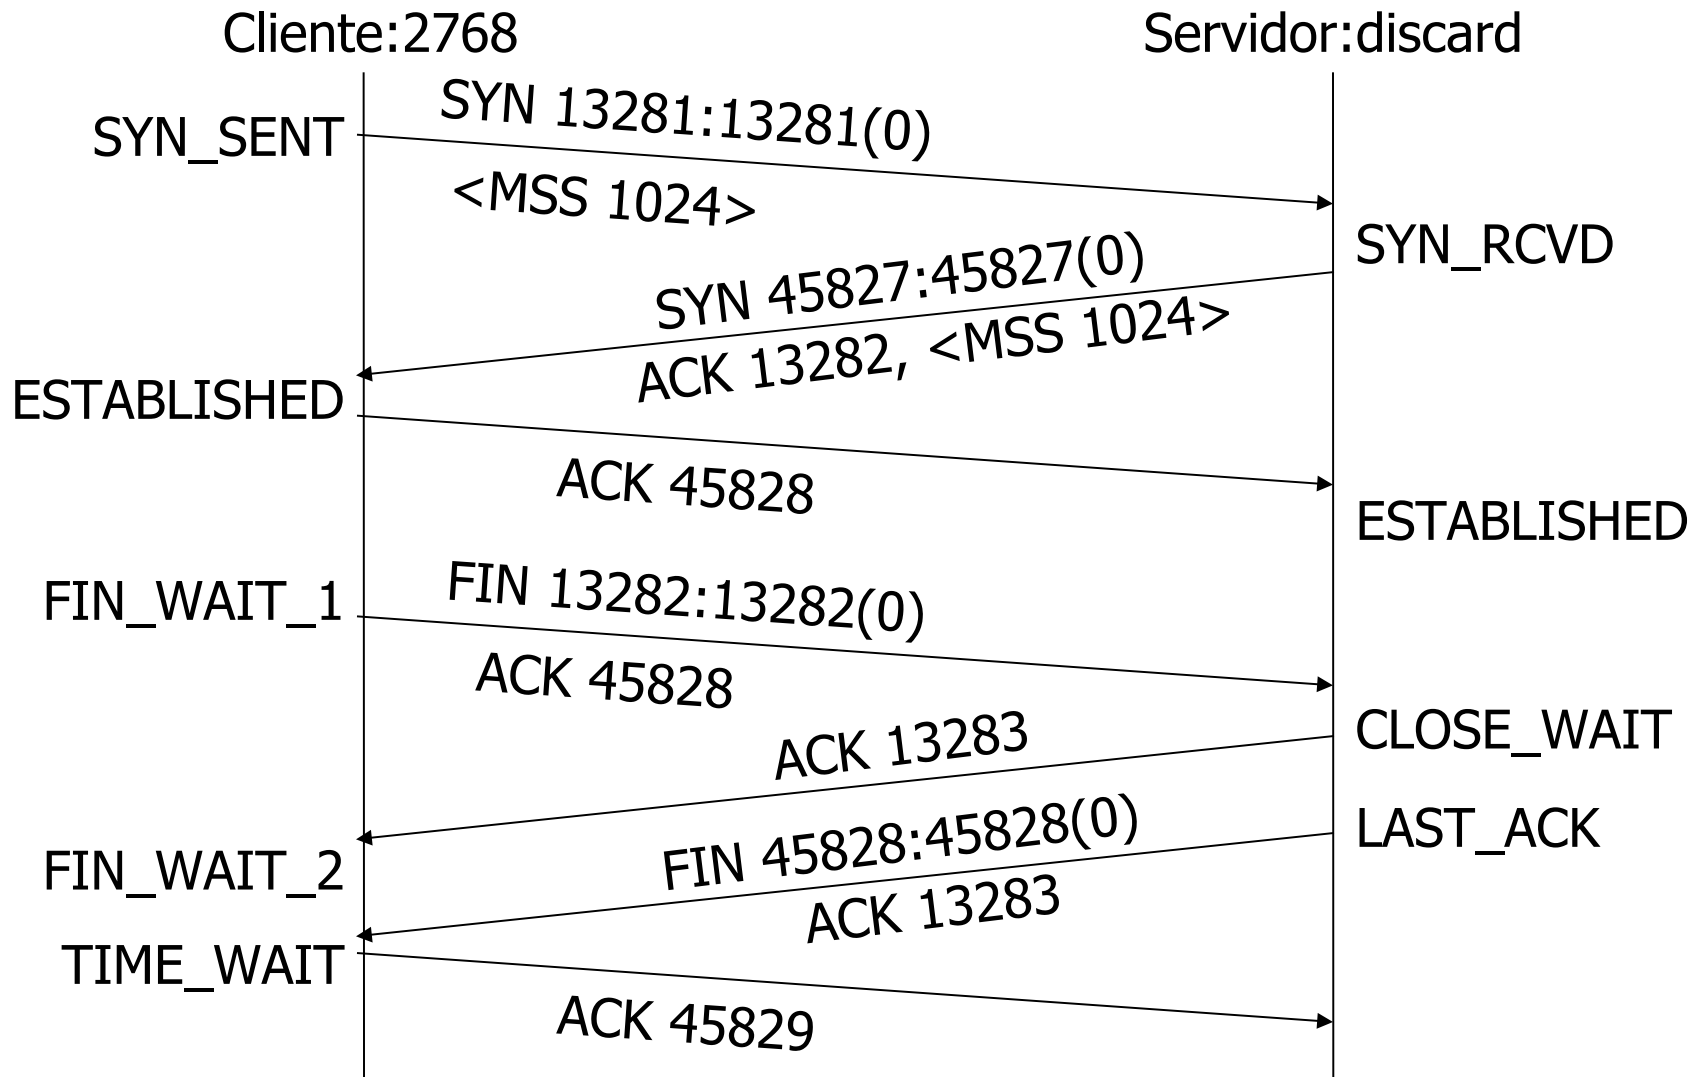 Cliente:2768
Servidor:discard
SYN 13281:13281(0)
SYN_SENT
<MSS 1024>
SYN_RCVD
SYN 45827:45827(0)
ACK 13282, <MSS 1024>
ESTABLISHED
ACK 45828
ESTABLISHED
FIN_WAIT_1
FIN 13282:13282(0)
ACK 45828
CLOSE_WAIT
ACK 13283
LAST_ACK
FIN_WAIT_2
FIN 45828:45828(0)
ACK 13283
TIME_WAIT
ACK 45829